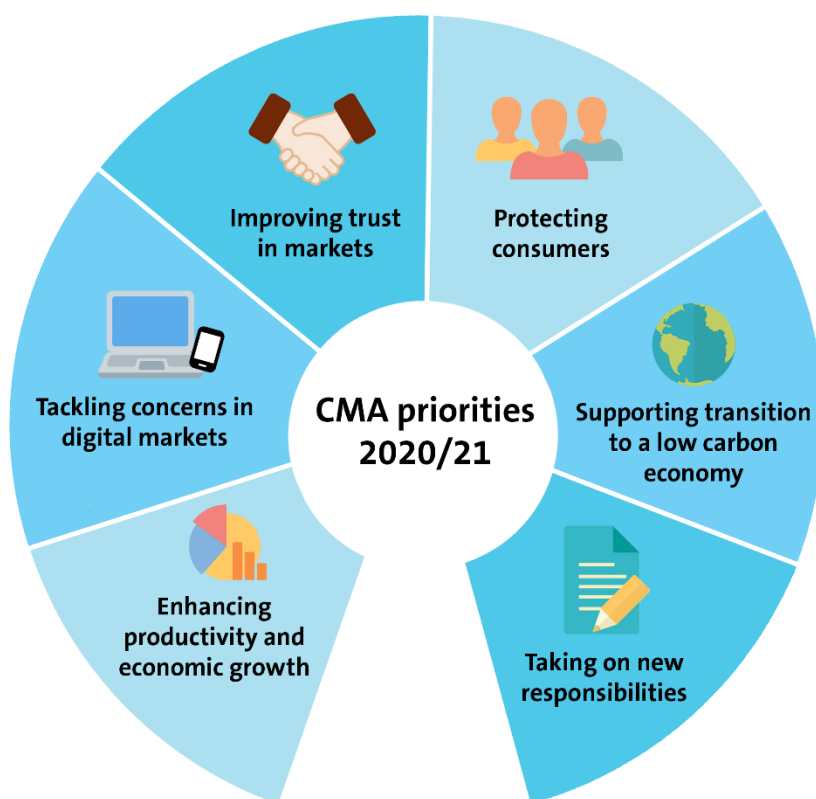 CMA priorities
2020/21
Enhancing
productivity and
economic growth
Tackling concerns in
digital markets
Improving trust
in markets
Protecting
consumers
Supporting transition
to a low carbon
economy
Taking on new
responsibilities